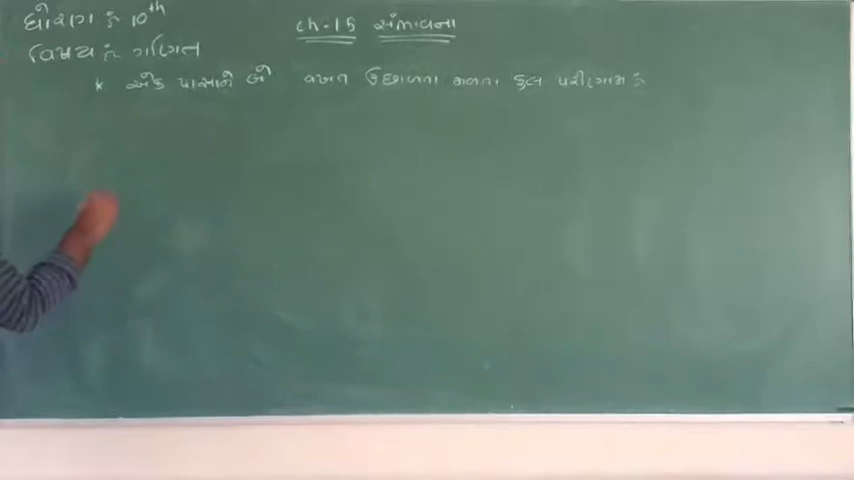 ધોરણ : 10th
ch-15 સંભાવના
વિષય : ગણિત
* એક પાસાને બે વખત ઉછાળતા મળતા કુલ પરીણામ :